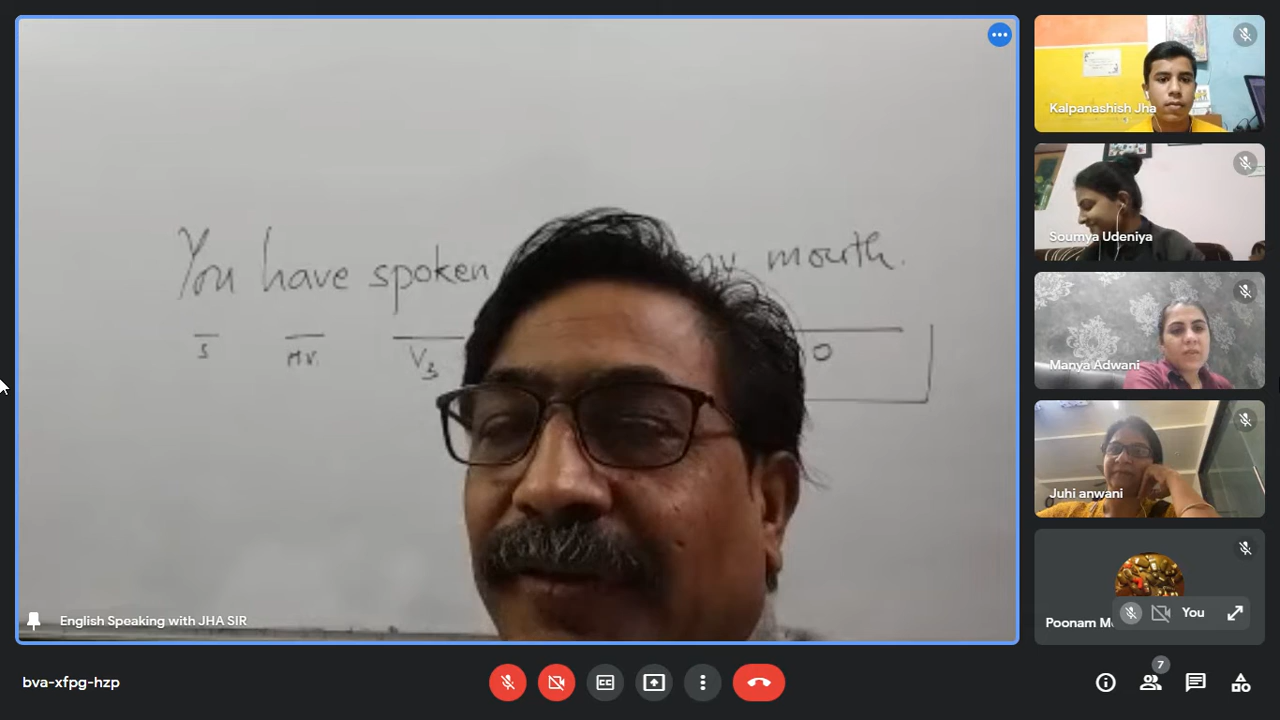 You have spoken my mouth.
S M.V. V3 O
English Speaking with JHA SIR
Kalpanashish Jha
Soumya Udeniya
Manya Adwani
Juhi anwani
Poonam
You
bva-xfpg-hzp
CC
7